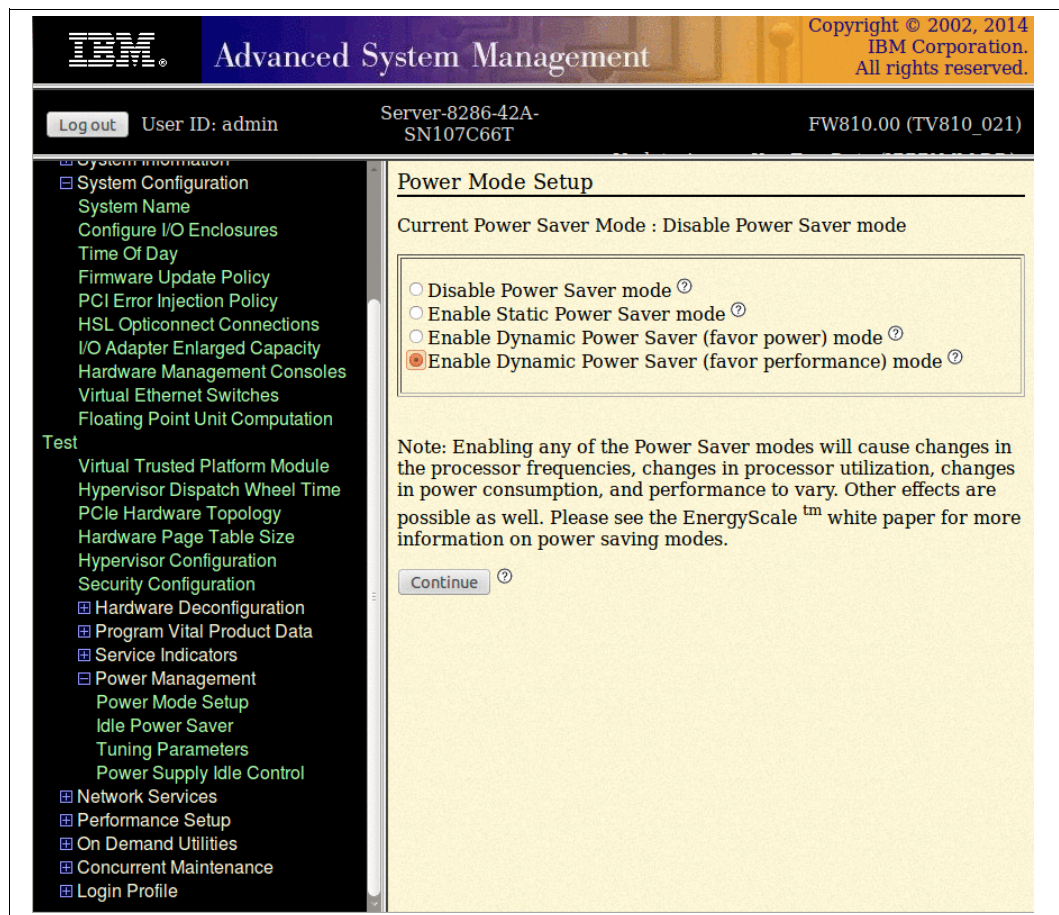 IBM®
Advanced System Management
Copyright © 2002, 2014
IBM Corporation.
All rights reserved.
Log out
User ID: admin
Server-8286-42A-
SN107C66T
FW810.00 (TV810_021)
System Information
System Configuration
System Name
Configure I/O Enclosures
Time Of Day
Firmware Update Policy
PCI Error Injection Policy
HSL Opticonnect Connections
I/O Adapter Enlarged Capacity
Hardware Management Consoles
Virtual Ethernet Switches
Floating Point Unit Computation
Test
Virtual Trusted Platform Module
Hypervisor Dispatch Wheel Time
PCIe Hardware Topology
Hardware Page Table Size
Hypervisor Configuration
Security Configuration
Hardware Deconfiguration
Program Vital Product Data
Service Indicators
Power Management
Power Mode Setup
Idle Power Saver
Tuning Parameters
Power Supply Idle Control
Network Services
Performance Setup
On Demand Utilities
Concurrent Maintenance
Login Profile
Power Mode Setup
Current Power Saver Mode : Disable Power Saver mode
Disable Power Saver mode ?
Enable Static Power Saver mode ?
Enable Dynamic Power Saver (favor power) mode ?
Enable Dynamic Power Saver (favor performance) mode ?
Note: Enabling any of the Power Saver modes will cause changes in
the processor frequencies, changes in processor utilization, changes
in power consumption, and performance to vary. Other effects are
possible as well. Please see the EnergyScale tm white paper for more
information on power saving modes.
Continue ?